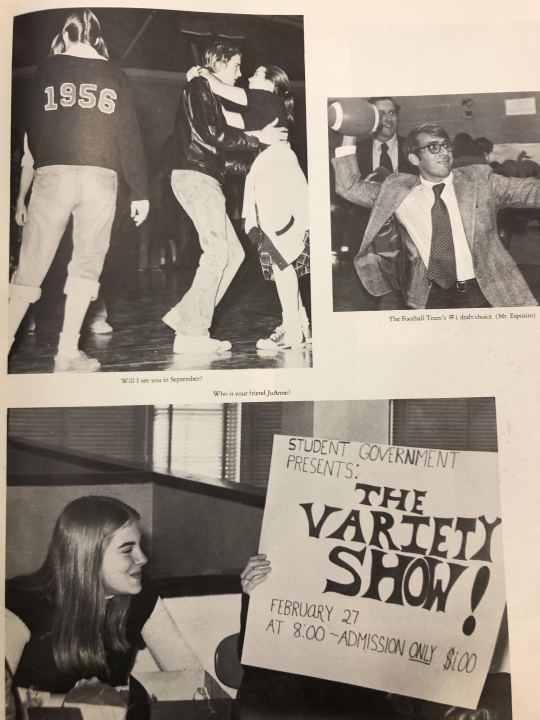 1956
The Football Team's #1 draft choice. (Mr. Esposito)
Will I see you in September?
Who is your friend JoAnne?
STUDENT GOVERNMENT
PRESENTS:
THE
VARIETY
SHOW!
FEBRUARY 27
AT 8:00 ~ ADMISSION ONLY $1.00